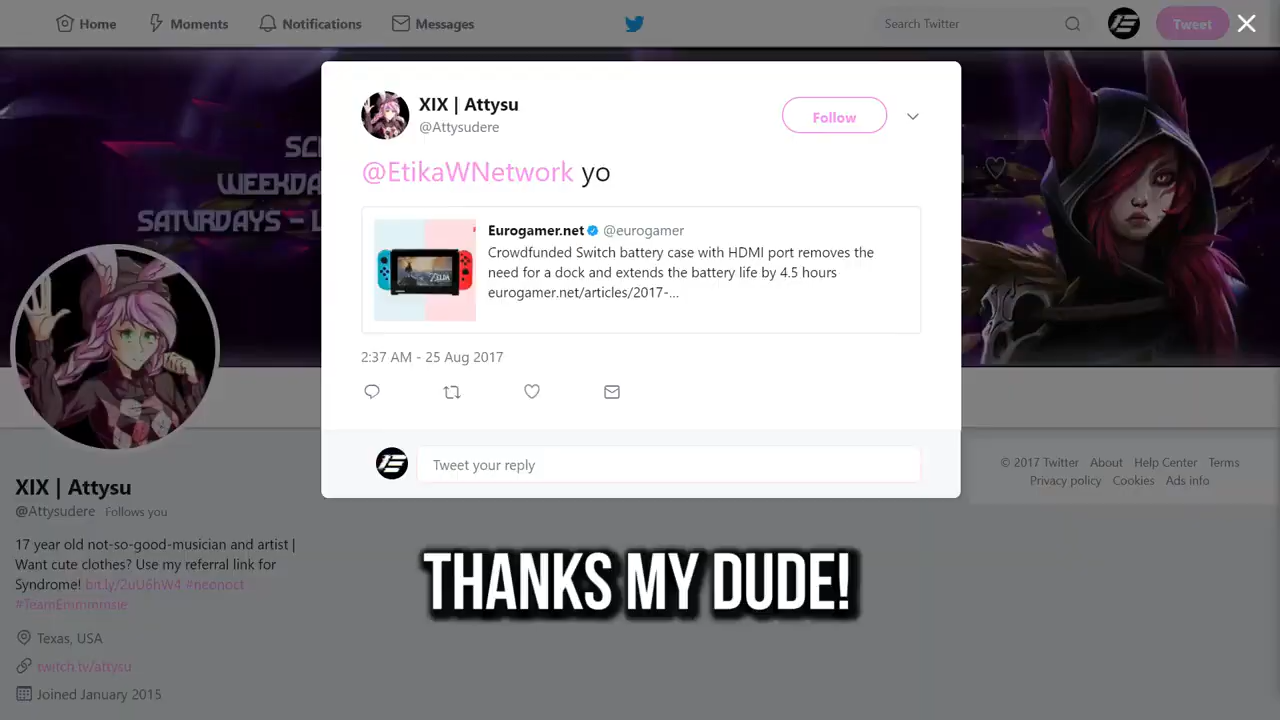 Home
Moments
Notifications
Messages
Search Twitter
Tweet
XIX | Attysu
@Attysudere
Follow
@EtikaWNetwork yo
Eurogamer.net @eurogamer
Crowdfunded Switch battery case with HDMI port removes the
need for a dock and extends the battery life by 4.5 hours
eurogamer.net/articles/2017-...
2:37 AM - 25 Aug 2017
Tweet your reply
WEEKDA
SATURDAYS - L
XIX | Attysu
@Attysudere Follows you
17 year old not-so-good-musician and artist |
Want cute clothes? Use my referral link for
Syndrome! bit.ly/2uU6hW4 #neonoct
#TeamEmmmmsie
Texas, USA
twitch.tv/attysu
Joined January 2015
© 2017 Twitter About Help Center Terms
Privacy policy Cookies Ads info
THANKS MY DUDE!